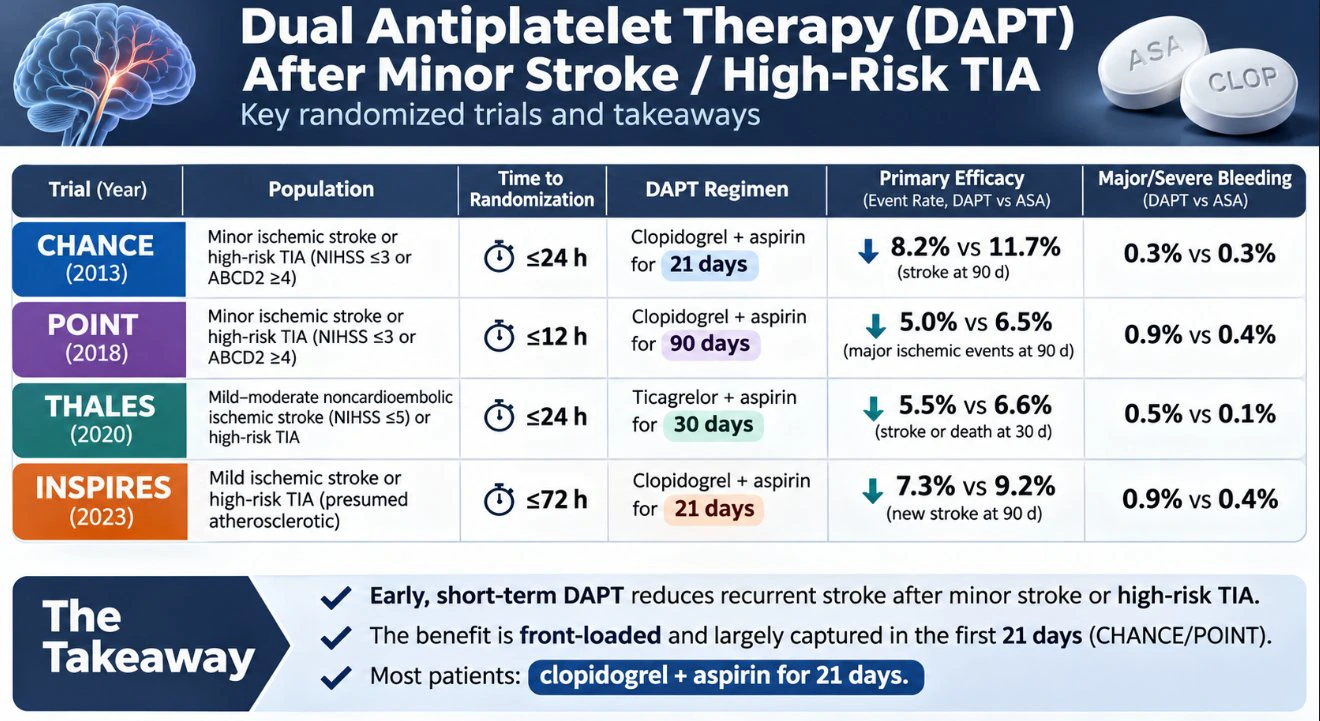 Dual Antiplatelet Therapy (DAPT)
After Minor Stroke / High-Risk TIA
Key randomized trials and takeaways
ASA
CLOP
Trial (Year)
Population
Time to
Randomization
DAPT Regimen
Primary Efficacy
(Event Rate, DAPT vs ASA)
Major/Severe Bleeding
(DAPT vs ASA)
CHANCE
(2013)
Minor ischemic stroke or
high-risk TIA (NIHSS ≤3 or
ABCD2 ≥4)
≤24 h
Clopidogrel + aspirin
for 21 days
8.2% vs 11.7%
(stroke at 90 d)
0.3% vs 0.3%
POINT
(2018)
Minor ischemic stroke or
high-risk TIA (NIHSS ≤3 or
ABCD2 ≥4)
≤12 h
Clopidogrel + aspirin
for 90 days
5.0% vs 6.5%
(major ischemic events at 90 d)
0.9% vs 0.4%
THALES
(2020)
Mild–moderate noncardioembolic
ischemic stroke (NIHSS ≤5) or
high-risk TIA
≤24 h
Ticagrelor + aspirin
for 30 days
5.5% vs 6.6%
(stroke or death at 30 d)
0.5% vs 0.1%
INSPIRES
(2023)
Mild ischemic stroke or
high-risk TIA (presumed
atherosclerotic)
≤72 h
Clopidogrel + aspirin
for 21 days
7.3% vs 9.2%
(new stroke at 90 d)
0.9% vs 0.4%
The
Takeaway
Early, short-term DAPT reduces recurrent stroke after minor stroke or high-risk TIA.
The benefit is front-loaded and largely captured in the first 21 days (CHANCE/POINT).
Most patients: clopidogrel + aspirin for 21 days.